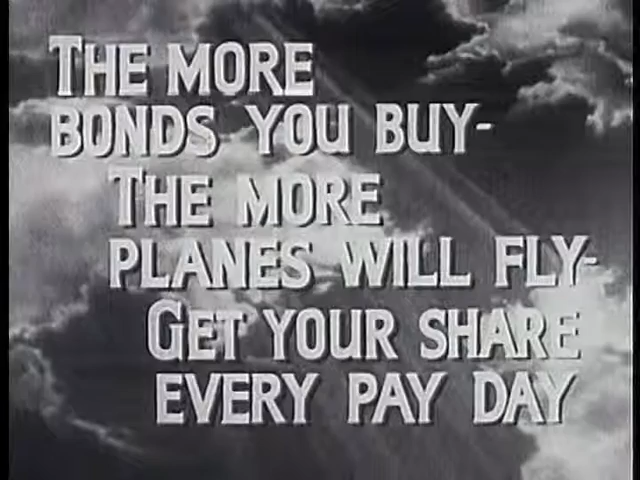 THE MORE
BONDS YOU BUY-
THE MORE
PLANES WILL FLY-
GET YOUR SHARE
EVERY PAY DAY